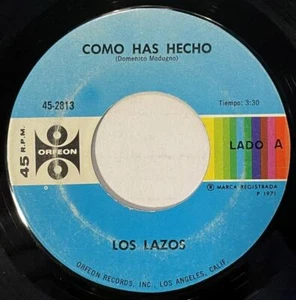 COMO HAS HECHO
(Domenico Modugno)
45-2813
Tiempo: 3:30
45 R.P.M.
ORFEON
LADO A
® MARCA REGISTRADA
P 1971
LOS LAZOS
ORFEON RECORDS, INC., LOS ANGELES, CALIF.